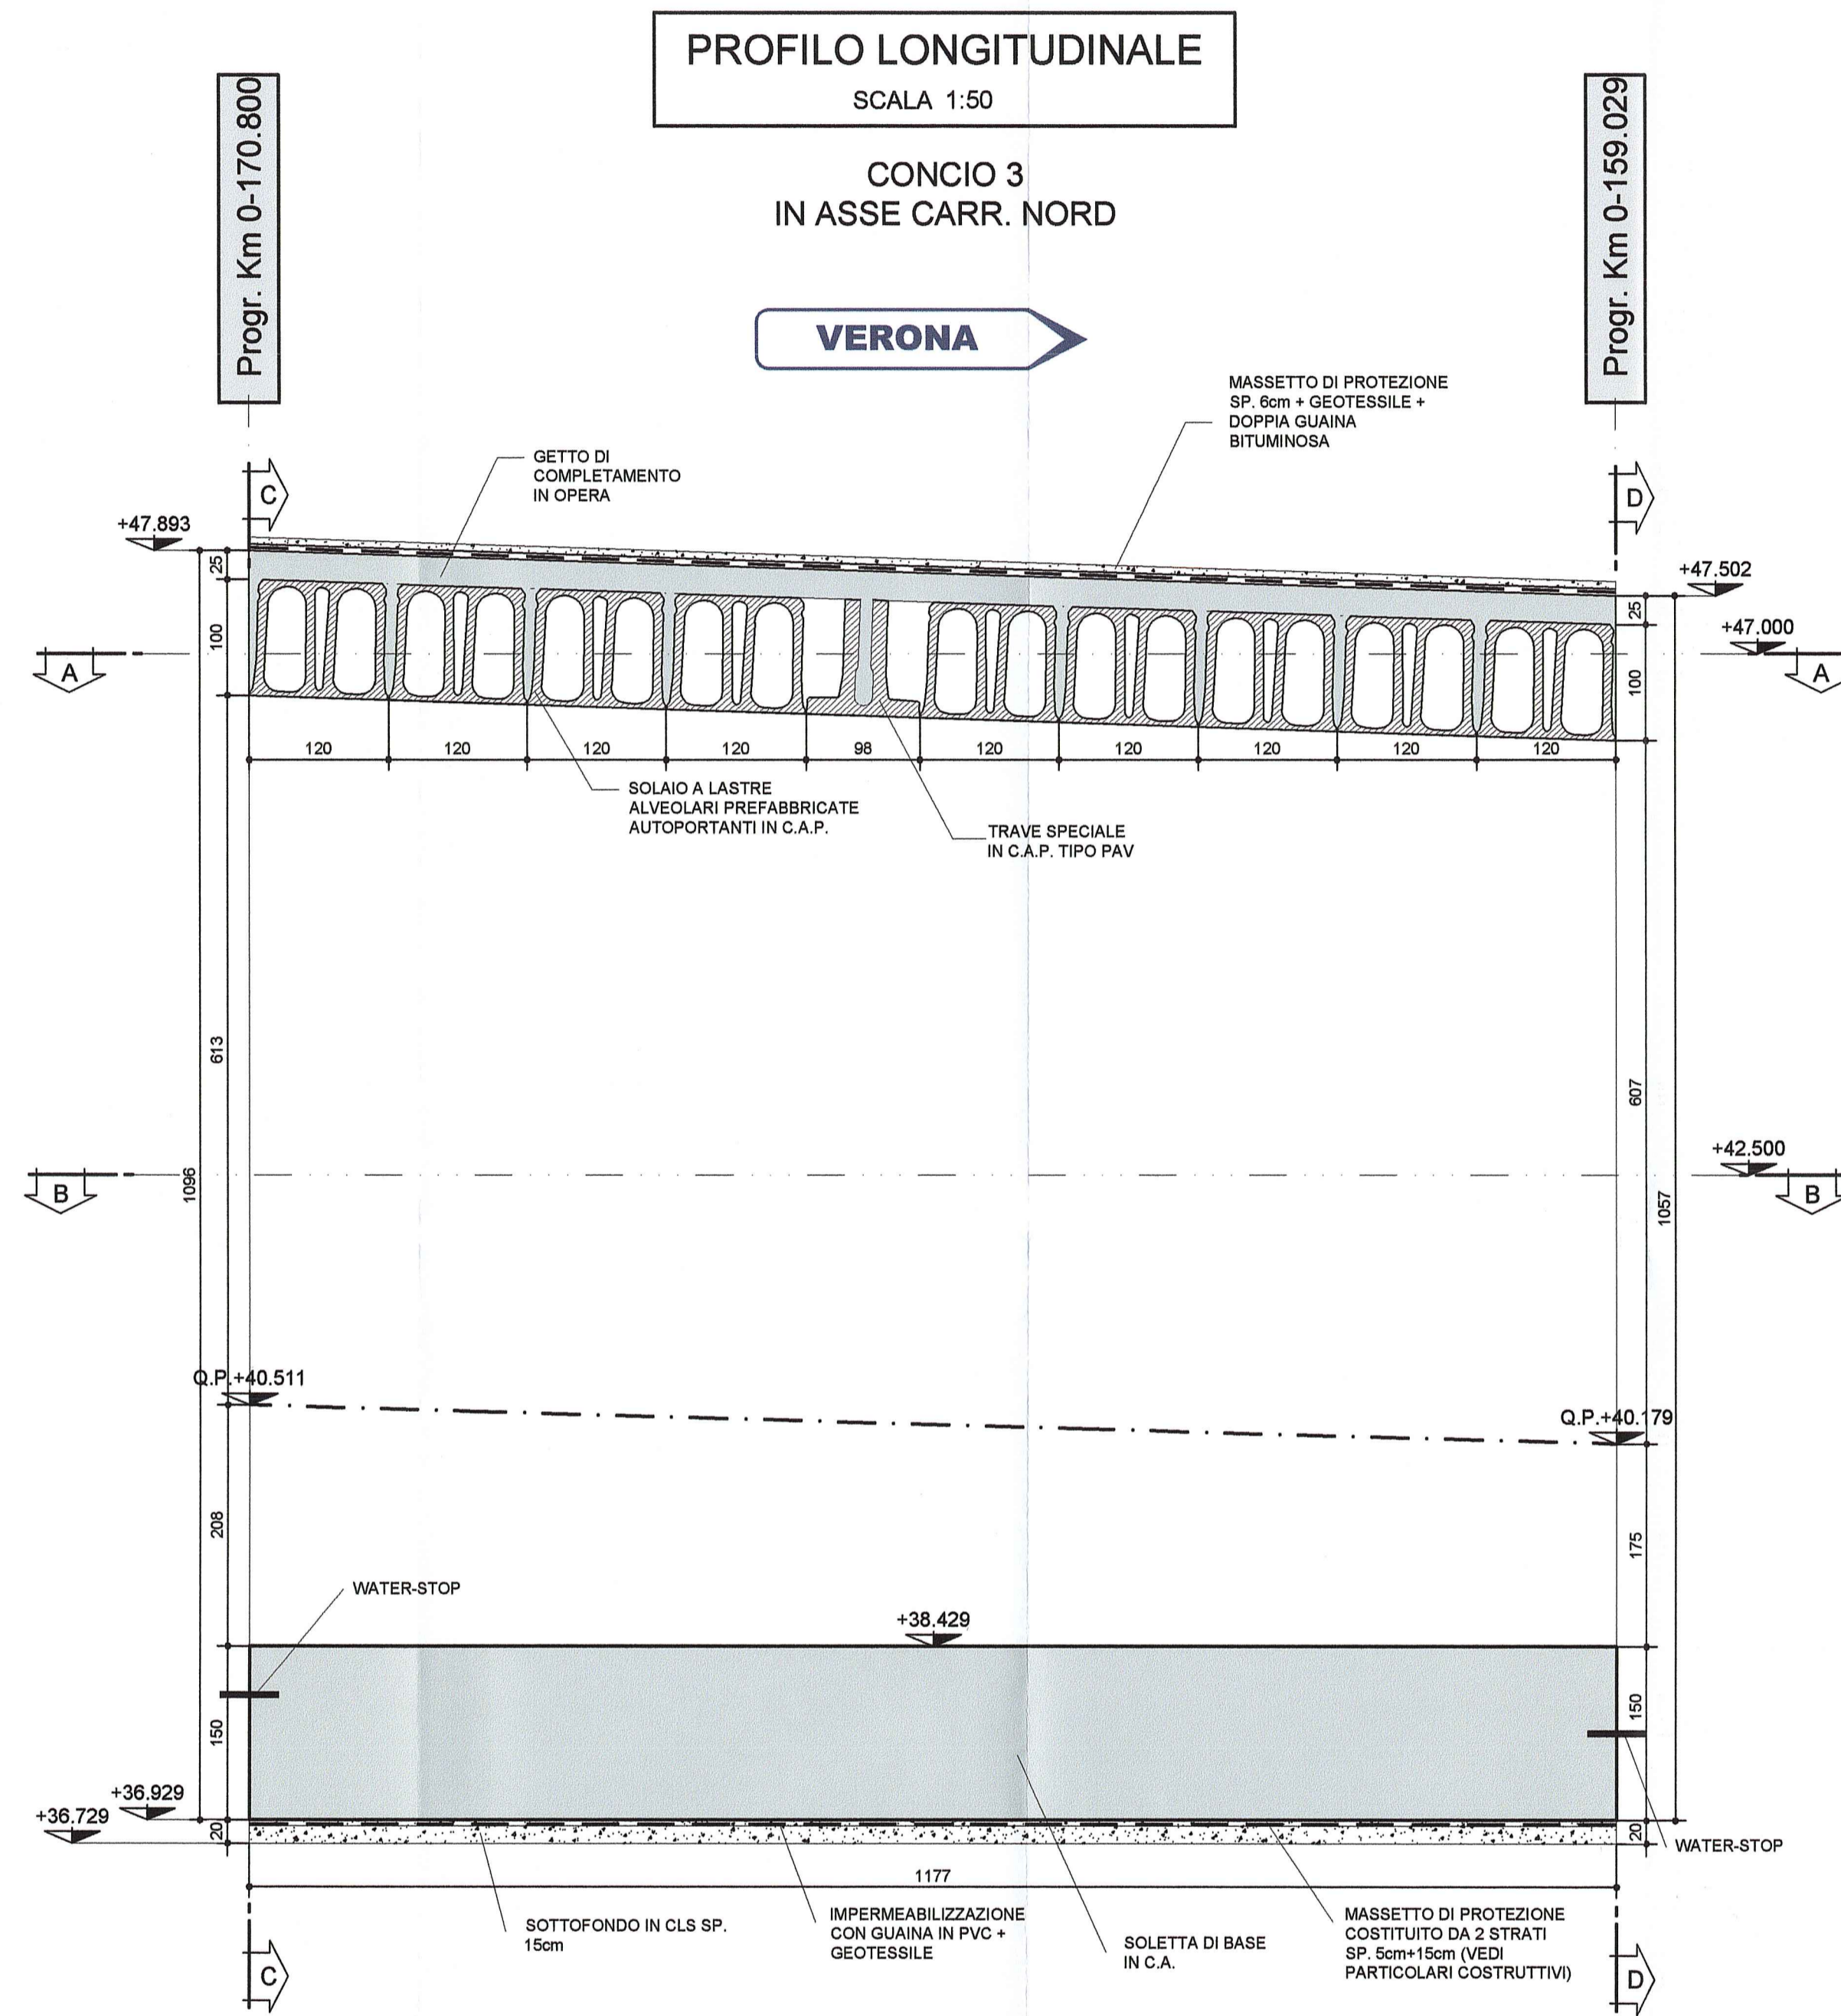 PROFILO LONGITUDINALE
SCALA 1:50
CONCIO 3
IN ASSE CARR. NORD
Progr. Km 0-170.800
Progr. Km 0-159.029
VERONA
MASSETTO DI PROTEZIONE
SP. 6cm + GEOTESSILE +
DOPPIA GUAINA
BITUMINOSA
GETTO DI
COMPLETAMENTO
IN OPERA
C
D
+47.893
+47.502
+47.000
25
100
25
100
A
A
120
120
120
120
98
120
120
120
120
120
SOLAIO A LASTRE
ALVEOLARI PREFABBRICATE
AUTOPORTANTI IN C.A.P.
TRAVE SPECIALE
IN C.A.P. TIPO PAV
613
607
1096
1057
+42.500
B
B
Q.P.+40.511
Q.P.+40.179
208
175
WATER-STOP
+38.429
150
150
+36.929
+36.729
20
20
WATER-STOP
1177
SOTTOFONDO IN CLS SP.
15cm
IMPERMEABILIZZAZIONE
CON GUAINA IN PVC +
GEOTESSILE
SOLETTA DI BASE
IN C.A.
MASSETTO DI PROTEZIONE
COSTITUITO DA 2 STRATI
SP. 5cm+15cm (VEDI
PARTICOLARI COSTRUTTIVI)
C
D